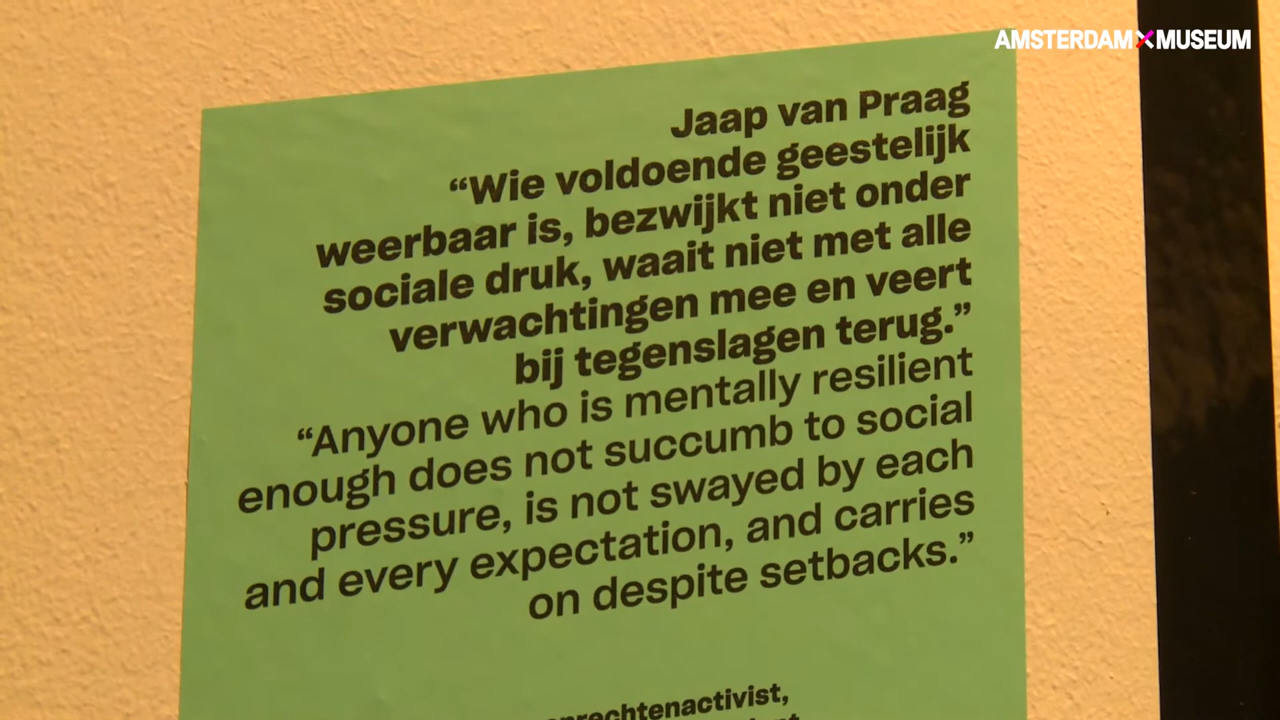 AMSTERDAM MUSEUM
Jaap van Praag
“Wie voldoende geestelijk
weerbaar is, bezwijkt niet onder
sociale druk, waait niet met alle
verwachtingen mee en veert
bij tegenslagen terug.”
“Anyone who is mentally resilient
enough does not succumb to social
pressure, is not swayed by each
and every expectation, and carries
on despite setbacks.”